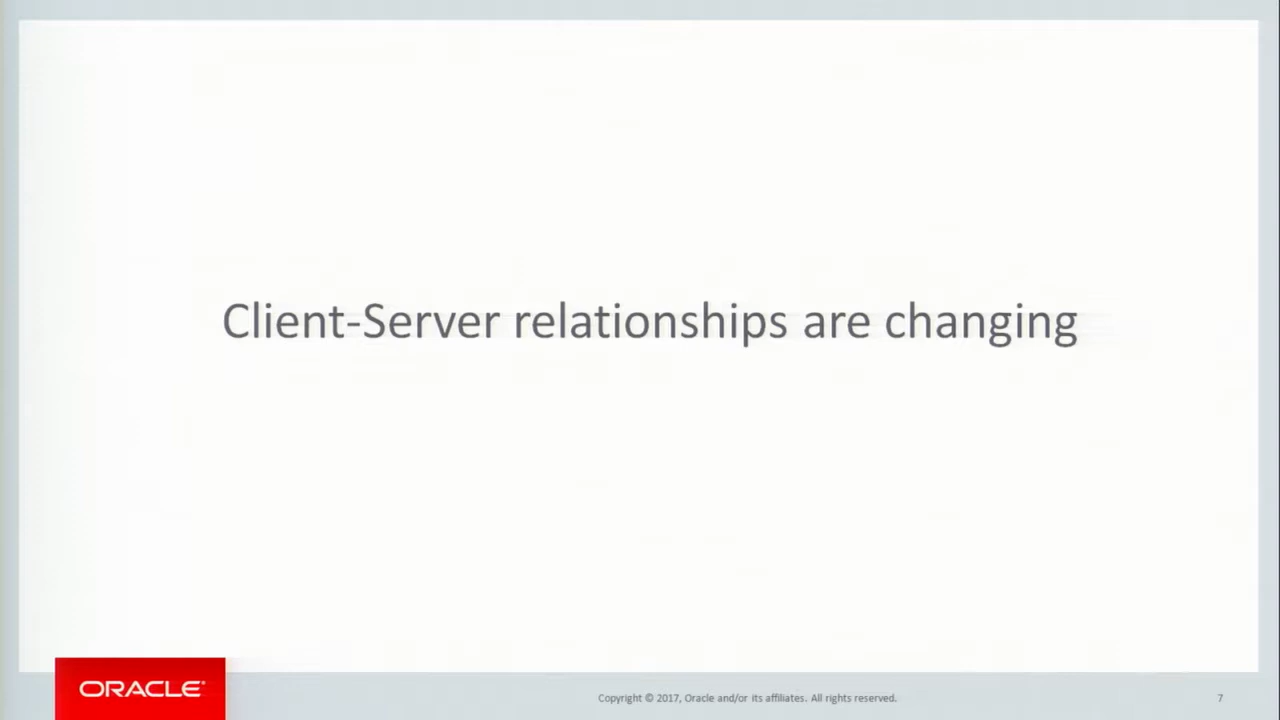 Client-Server relationships are changing
ORACLE®
Copyright © 2017, Oracle and/or its affiliates. All rights reserved.
7